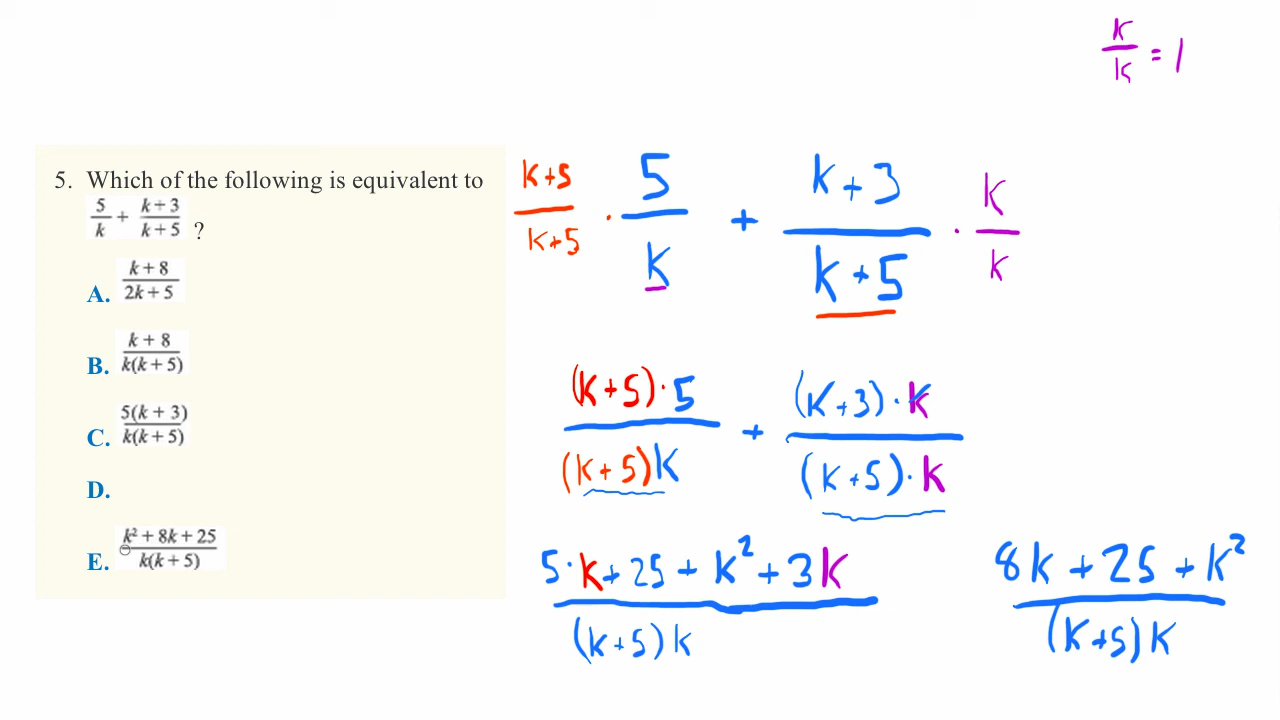 k/k = 1
5. Which of the following is equivalent to
5/k + (k + 3)/(k + 5) ?
A. (k + 8)/(2k + 5)
B. (k + 8)/(k(k + 5))
C. 5(k + 3)/(k(k + 5))
D.
E. (k² + 8k + 25)/(k(k + 5))
(k+5)/(k+5) · 5/k + (k+3)/(k+5) · k/k
((k+5)·5)/((k+5)k) + ((k+3)·k)/((k+5)·k)
(5·k+25+k²+3k)/((k+5)k)
(8k+25+k²)/((k+5)k)